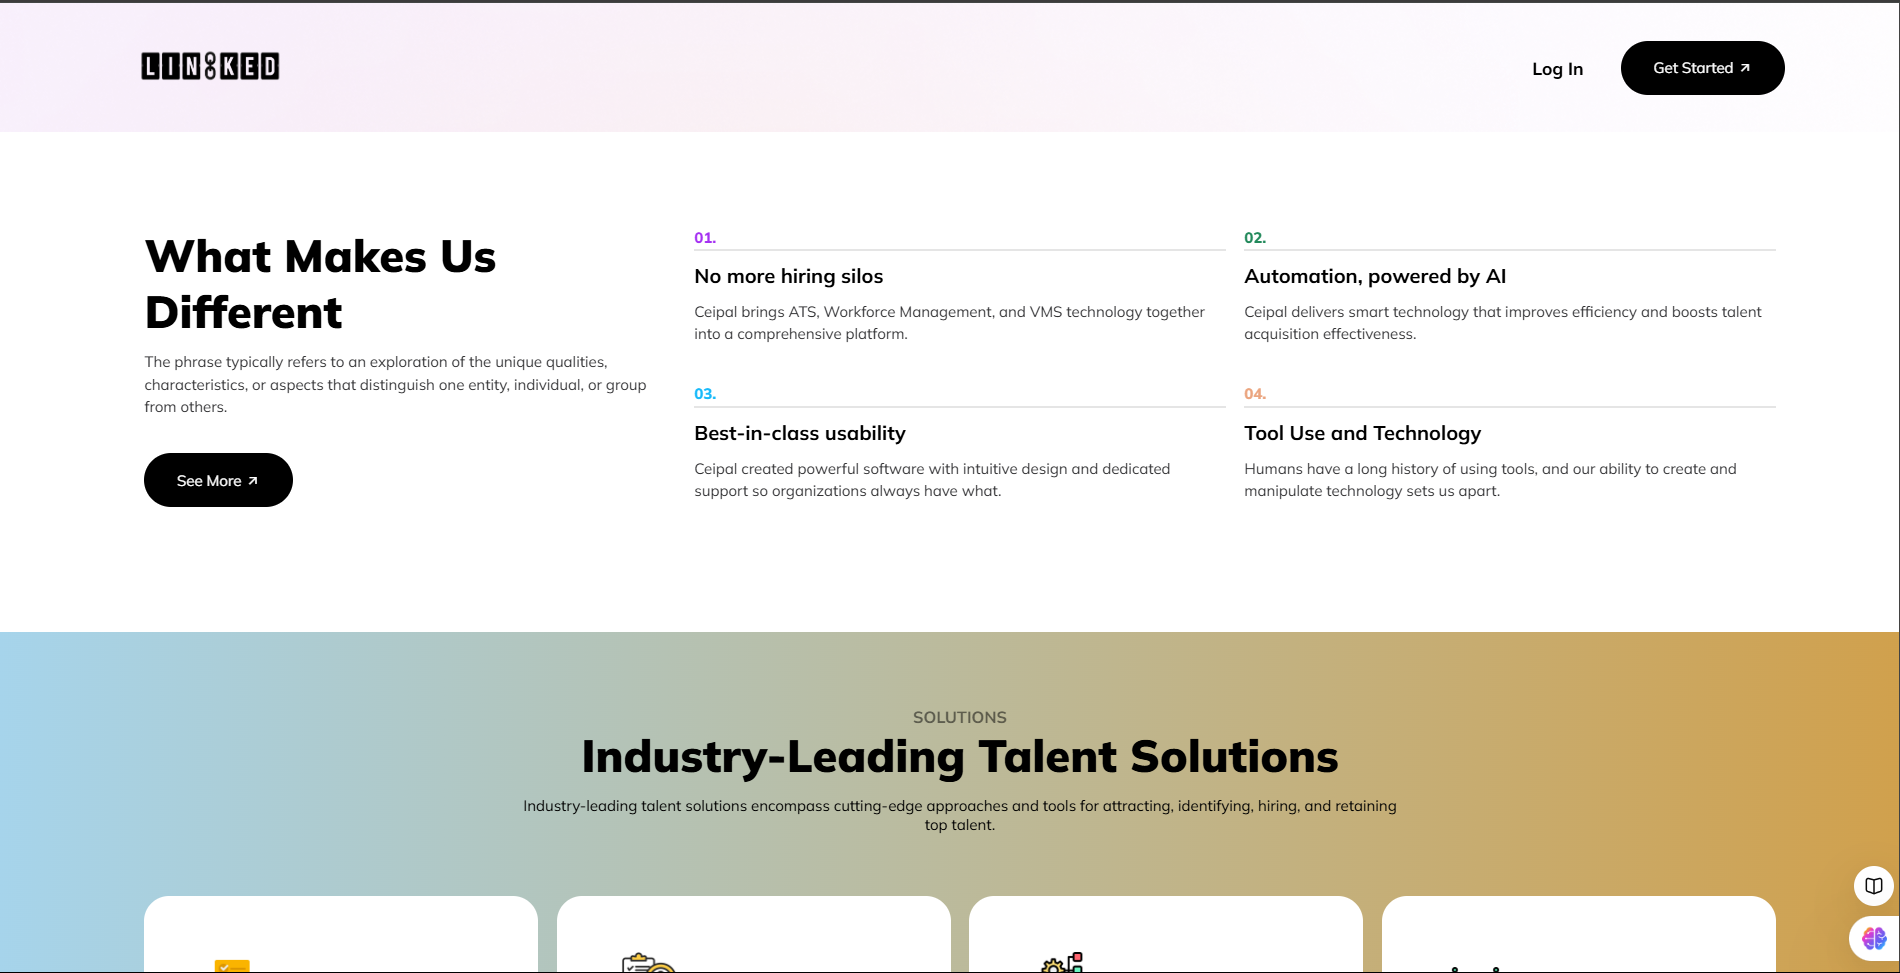 LINKED
Log In
Get Started
What Makes Us
Different
The phrase typically refers to an exploration of the unique qualities,
characteristics, or aspects that distinguish one entity, individual, or group
from others.
See More
01.
No more hiring silos
Ceipal brings ATS, Workforce Management, and VMS technology together
into a comprehensive platform.
02.
Automation, powered by AI
Ceipal delivers smart technology that improves efficiency and boosts talent
acquisition effectiveness.
03.
Best-in-class usability
Ceipal created powerful software with intuitive design and dedicated
support so organizations always have what.
04.
Tool Use and Technology
Humans have a long history of using tools, and our ability to create and
manipulate technology sets us apart.
SOLUTIONS
Industry-Leading Talent Solutions
Industry-leading talent solutions encompass cutting-edge approaches and tools for attracting, identifying, hiring, and retaining
top talent.